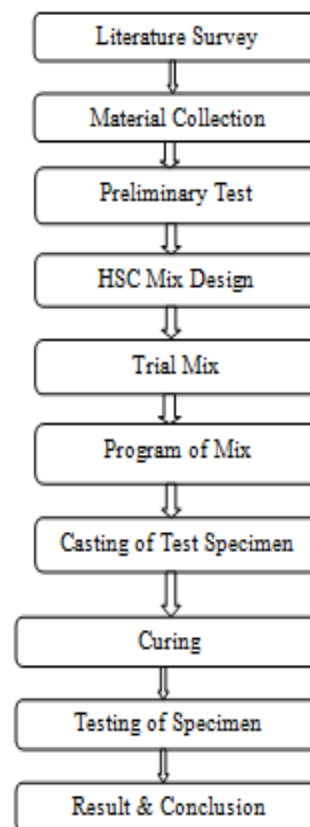 Literature Survey
Material Collection
Preliminary Test
HSC Mix Design
Trial Mix
Program of Mix
Casting of Test Specimen
Curing
Testing of Specimen
Result & Conclusion